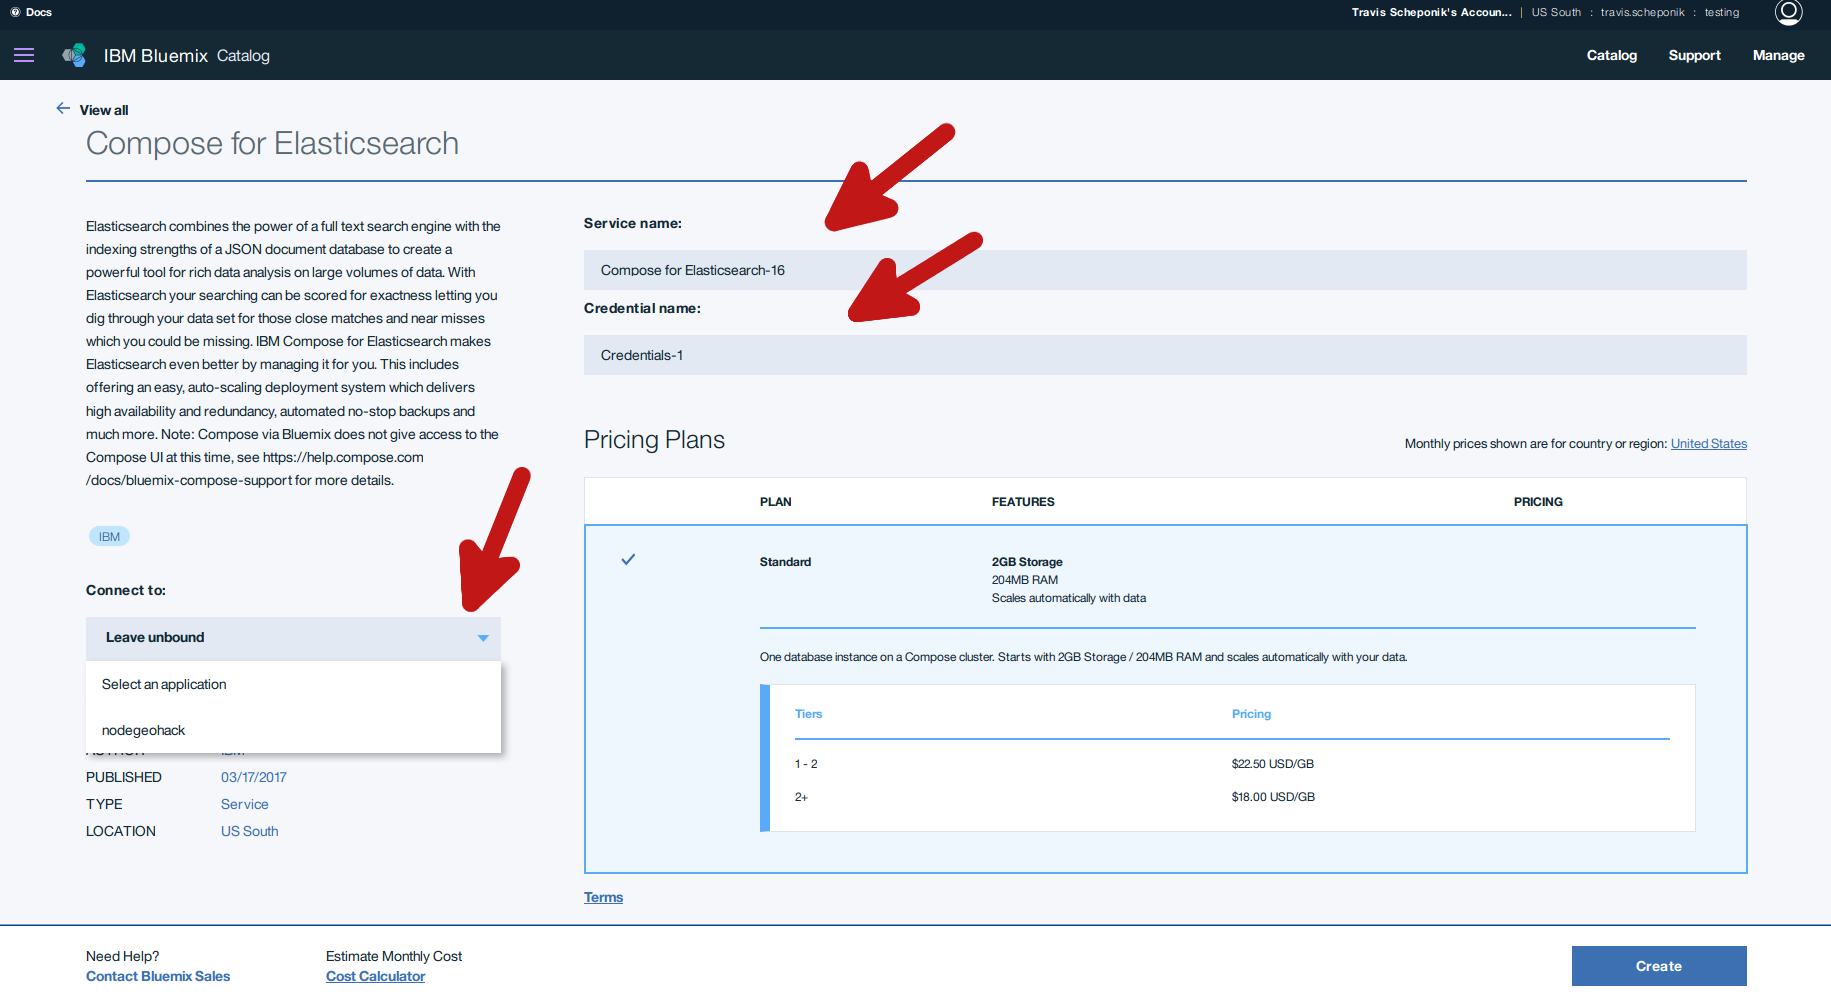 Docs
Travis Scheponik's Accoun... | US South : travis.scheponik : testing
IBM Bluemix Catalog
Catalog Support Manage
View all
Compose for Elasticsearch
Elasticsearch combines the power of a full text search engine with the
indexing strengths of a JSON document database to create a
powerful tool for rich data analysis on large volumes of data. With
Elasticsearch your searching can be scored for exactness letting you
dig through your data set for those close matches and near misses
which you could be missing. IBM Compose for Elasticsearch makes
Elasticsearch even better by managing it for you. This includes
offering an easy, auto-scaling deployment system which delivers
high availability and redundancy, automated no-stop backups and
much more. Note: Compose via Bluemix does not give access to the
Compose UI at this time, see https://help.compose.com
/docs/bluemix-compose-support for more details.
IBM
Connect to:
Leave unbound
Select an application
nodegeohack
AUTHOR IBM
PUBLISHED 03/17/2017
TYPE Service
LOCATION US South
Service name:
Compose for Elasticsearch-16
Credential name:
Credentials-1
Pricing Plans
Monthly prices shown are for country or region: United States
PLAN FEATURES PRICING
Standard 2GB Storage
204MB RAM
Scales automatically with data
One database instance on a Compose cluster. Starts with 2GB Storage / 204MB RAM and scales automatically with your data.
Tiers Pricing
1 - 2 $22.50 USD/GB
2+ $18.00 USD/GB
Terms
Need Help?
Contact Bluemix Sales
Estimate Monthly Cost
Cost Calculator
Create